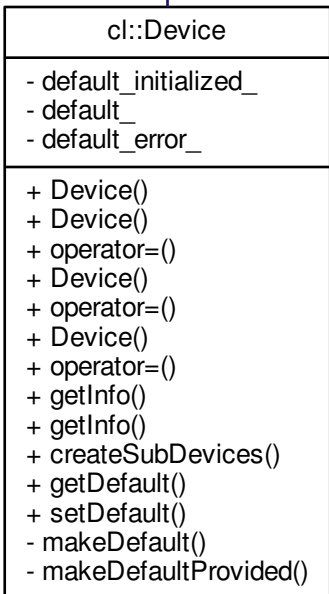 cl::Device
- default_initialized_
- default_
- default_error_
+ Device()
+ Device()
+ operator=()
+ Device()
+ operator=()
+ Device()
+ operator=()
+ getInfo()
+ getInfo()
+ createSubDevices()
+ getDefault()
+ setDefault()
- makeDefault()
- makeDefaultProvided()